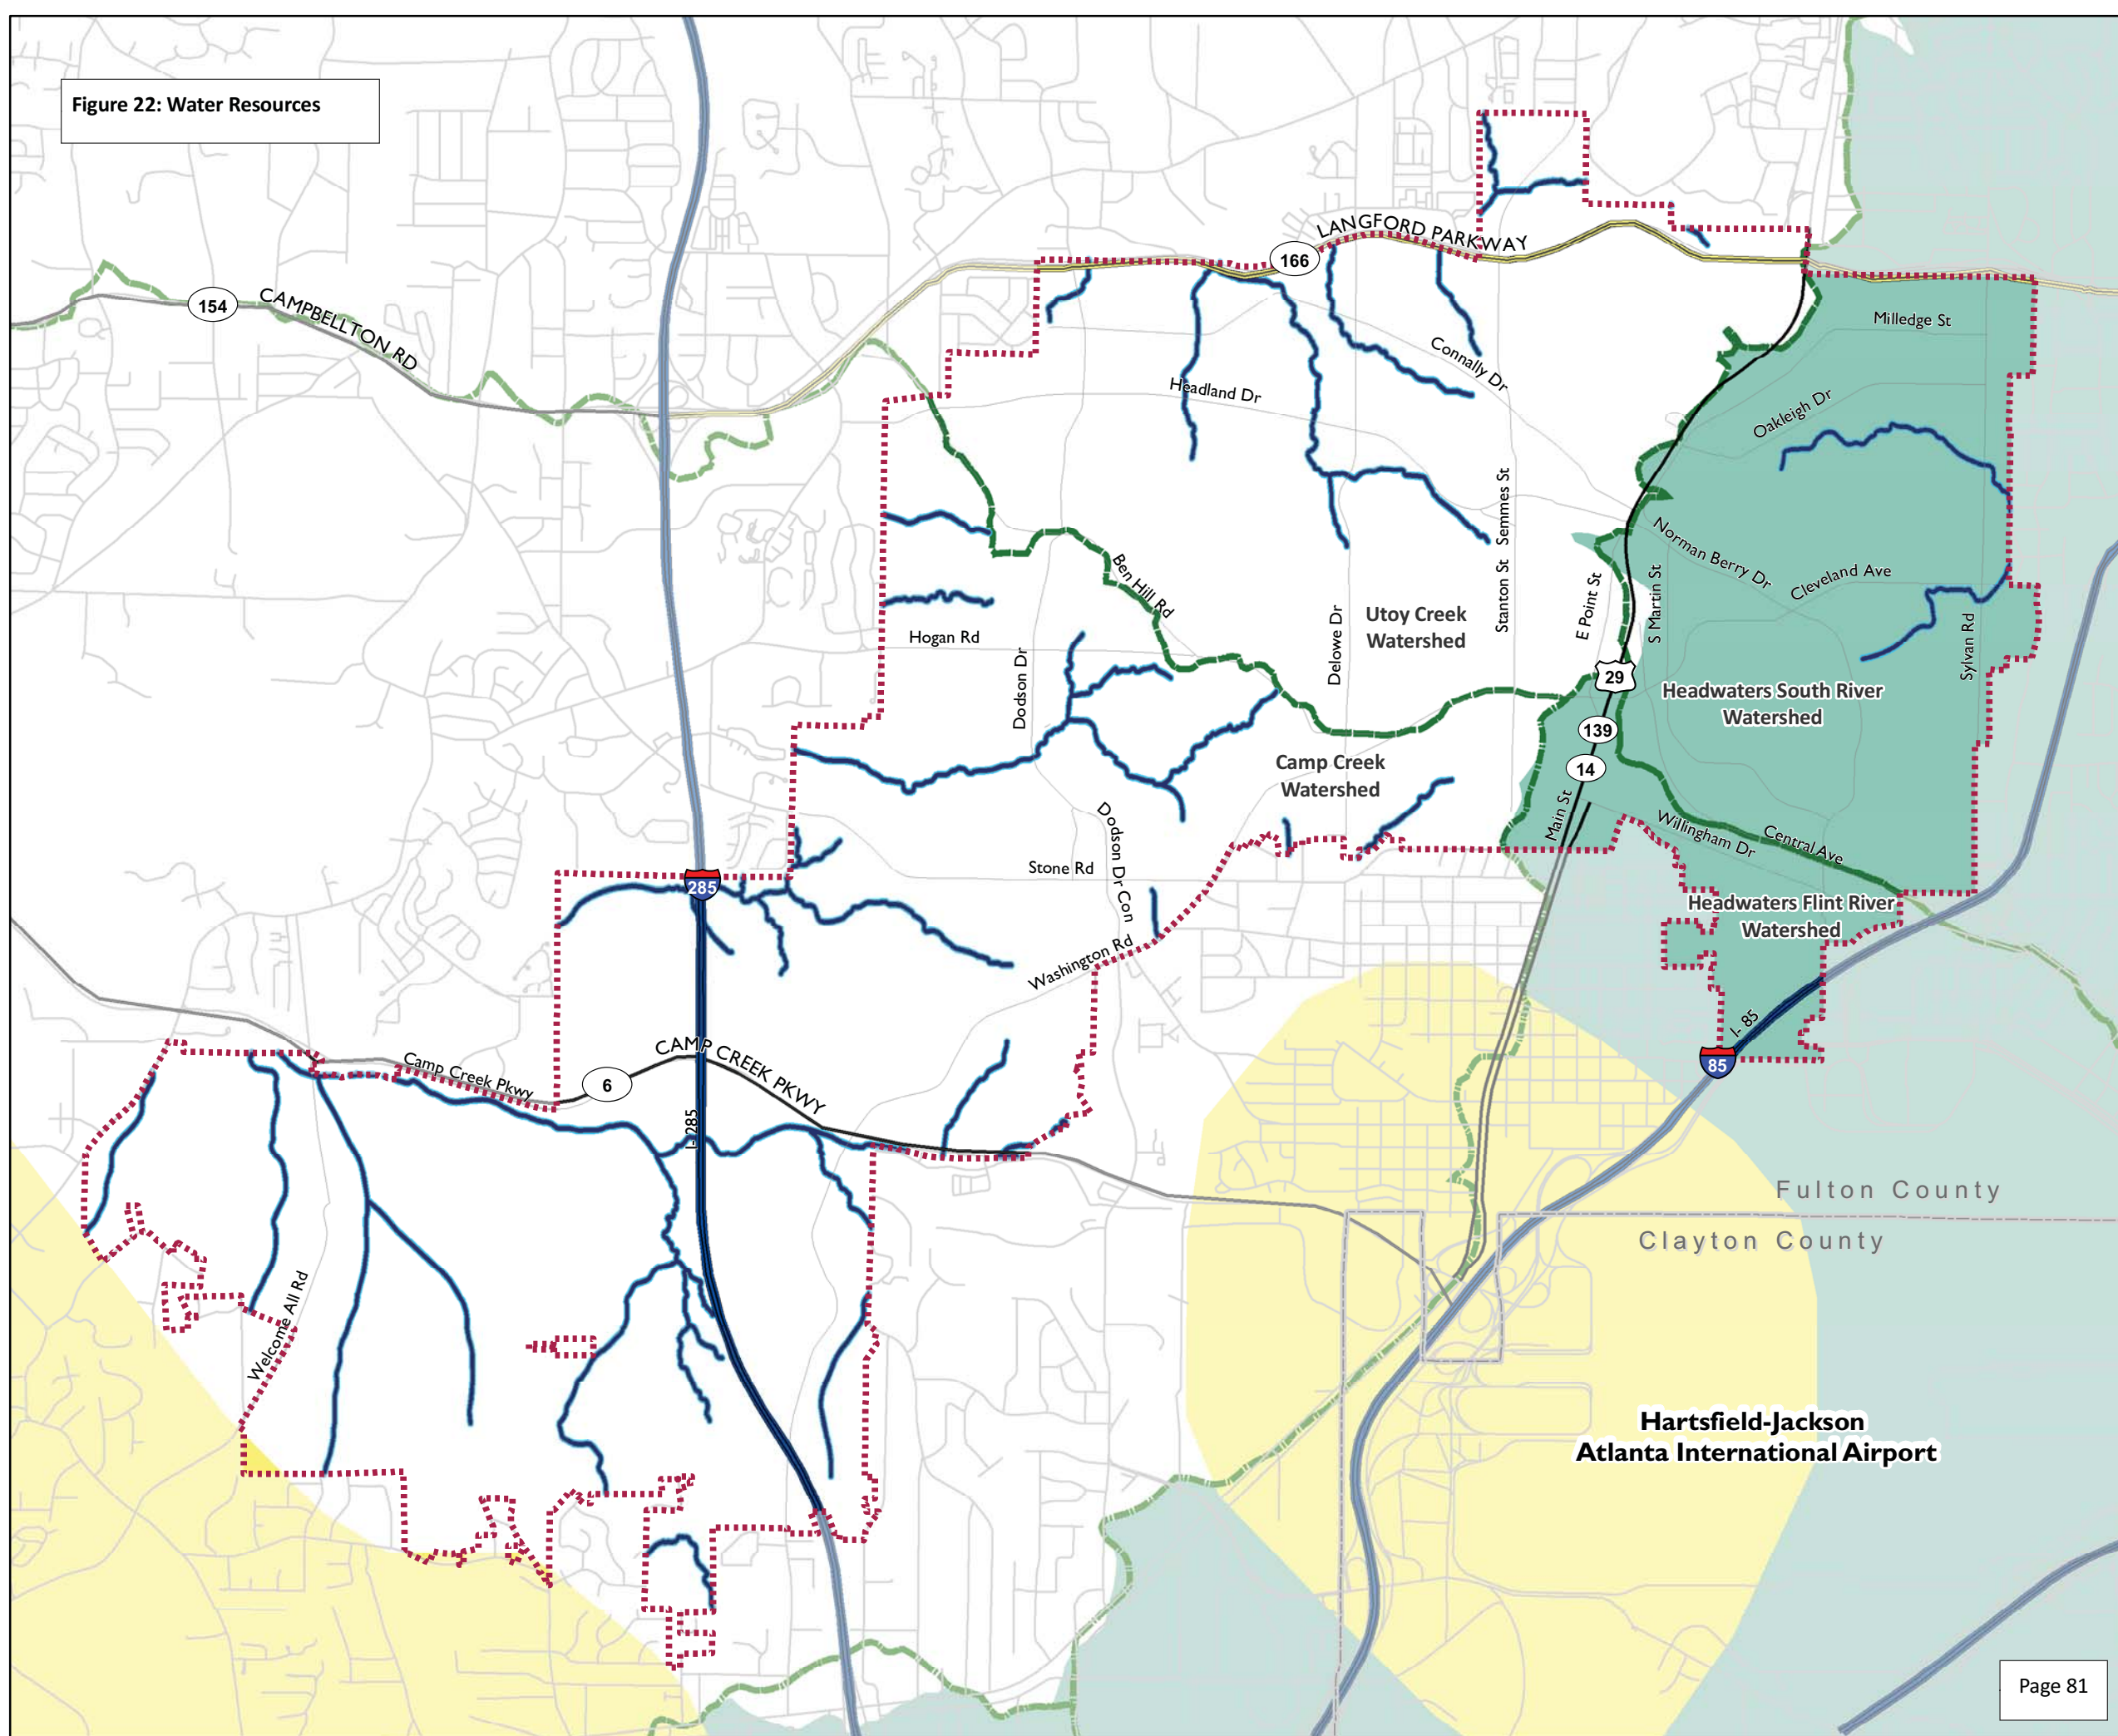 Figure 22: Water Resources
LANGFORD PARKWAY
166
154
CAMPBELLTON RD
Milledge St
Connally Dr
Headland Dr
Oakleigh Dr
Semmes St
Stanton St
Norman Berry Dr
Cleveland Ave
Ben Hill Rd
E Point St
S Martin St
Utoy Creek
Watershed
Hogan Rd
Dodson Dr
Delowe Dr
Sylvan Rd
29
Headwaters South River
Watershed
139
14
Camp Creek
Watershed
Main St
Dodson Dr Con
Willingham Dr
Central Ave
Stone Rd
285
Headwaters Flint River
Watershed
Washington Rd
I- 85
85
CAMP CREEK PKWY
Camp Creek Pkwy
6
I-285
Fulton County
Clayton County
Welcome All Rd
Hartsfield-Jackson
Atlanta International Airport
Page 81